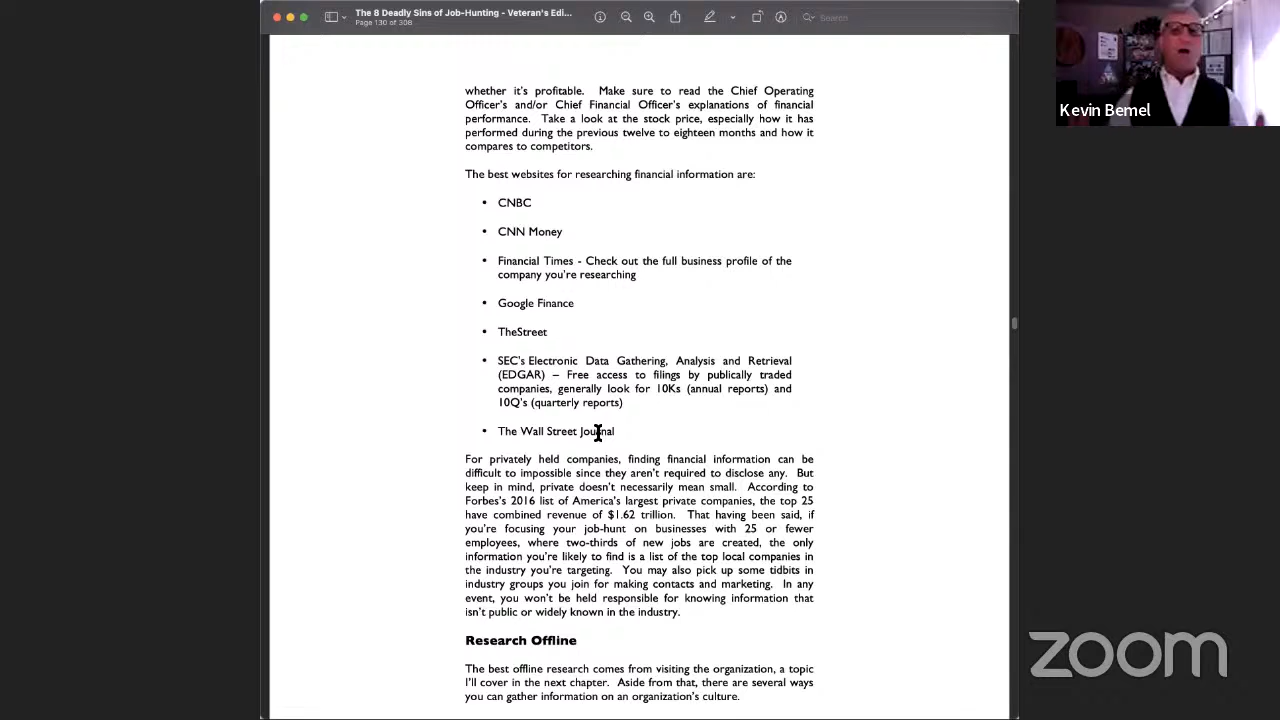 The 8 Deadly Sins of Job-Hunting - Veteran's Edi...
Page 130 of 308
Search
Kevin Bemel
whether it's profitable. Make sure to read the Chief Operating
Officer's and/or Chief Financial Officer's explanations of financial
performance. Take a look at the stock price, especially how it has
performed during the previous twelve to eighteen months and how it
compares to competitors.
The best websites for researching financial information are:
• CNBC
• CNN Money
• Financial Times - Check out the full business profile of the
company you're researching
• Google Finance
• TheStreet
• SEC's Electronic Data Gathering, Analysis and Retrieval
(EDGAR) – Free access to filings by publically traded
companies, generally look for 10Ks (annual reports) and
10Q's (quarterly reports)
• The Wall Street Journal
For privately held companies, finding financial information can be
difficult to impossible since they aren't required to disclose any. But
keep in mind, private doesn't necessarily mean small. According to
Forbes's 2016 list of America's largest private companies, the top 25
have combined revenue of $1.62 trillion. That having been said, if
you're focusing your job-hunt on businesses with 25 or fewer
employees, where two-thirds of new jobs are created, the only
information you're likely to find is a list of the top local companies in
the industry you're targeting. You may also pick up some tidbits in
industry groups you join for making contacts and marketing. In any
event, you won't be held responsible for knowing information that
isn't public or widely known in the industry.
Research Offline
The best offline research comes from visiting the organization, a topic
I'll cover in the next chapter. Aside from that, there are several ways
you can gather information on an organization's culture.
zoom